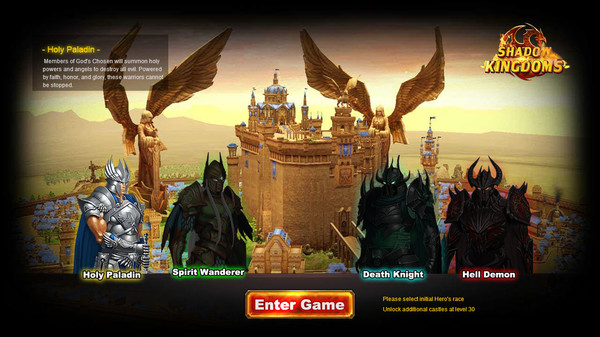 - Holy Paladin -
Members of God's Chosen will summon holy
powers and angels to destroy all evil. Powered
by faith, honor, and glory, these warriors cannot
be stopped.
SHADOW
KINGDOMS
Holy Paladin
Spirit Wanderer
Death Knight
Hell Demon
Enter Game
Please select initial Hero's race
Unlock additional castles at level 30